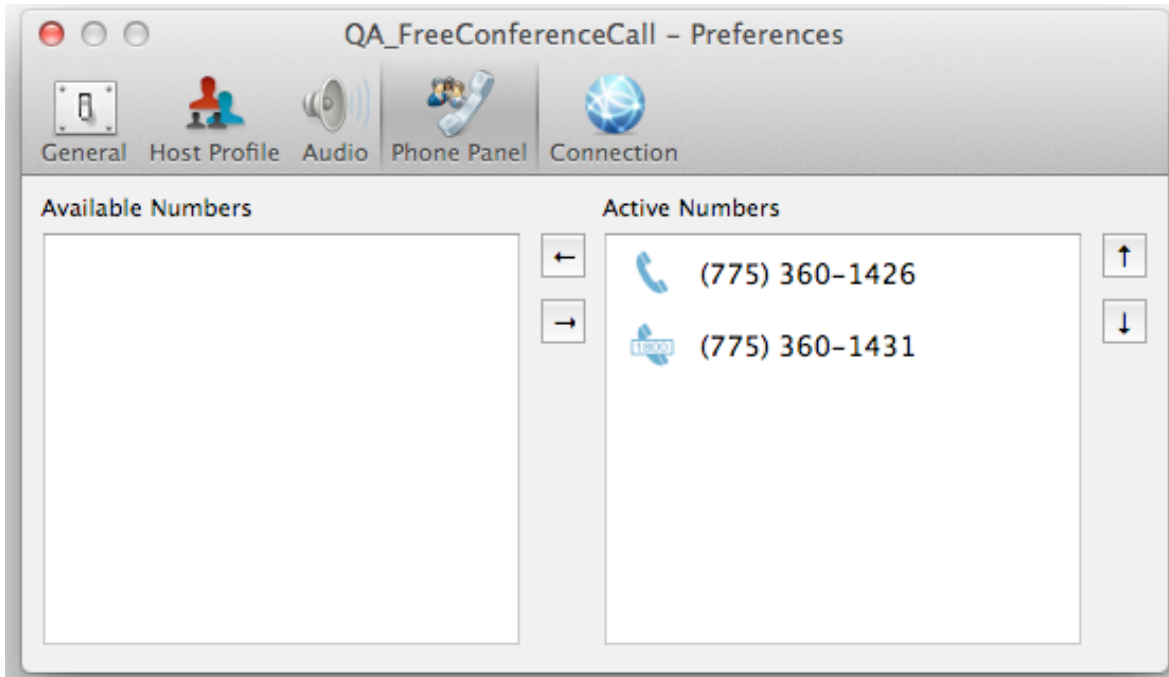 QA_FreeConferenceCall – Preferences
General Host Profile Audio Phone Panel Connection
Available Numbers
Active Numbers
← (775) 360–1426 ↑
→ 1800 (775) 360–1431 ↓